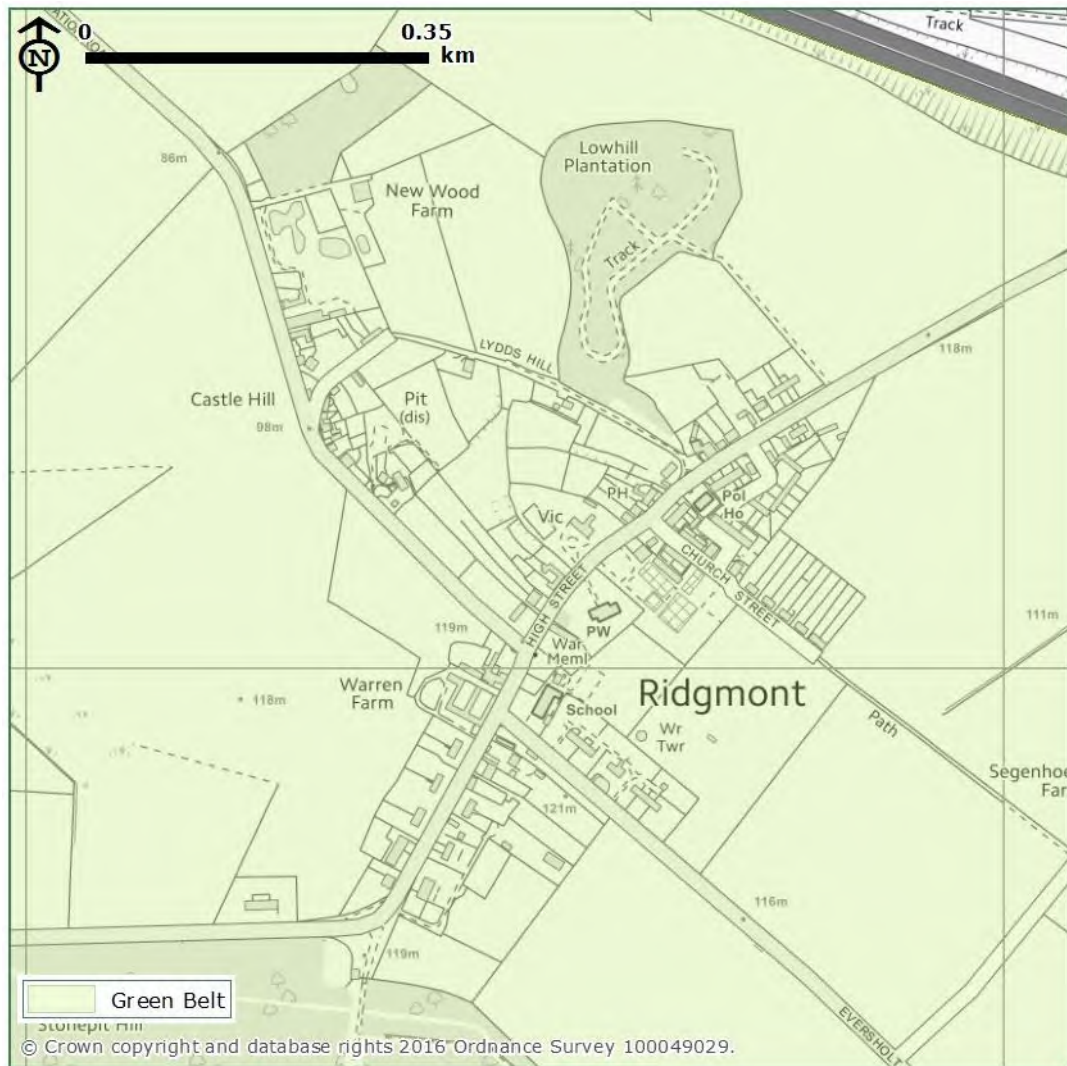 0 0.35
km
N
Track
86m
New Wood
Farm
Lowhill
Plantation
Track
118m
LYDDS HILL
Castle Hill
98m
Pit
(dis)
PH
Pol
Ho
Vic
CHURCH STREET
HIGH STREET
PW
111m
119m
War
Meml
Warren
Farm
118m
Ridgmont
School
Wr
Twr
Path
121m
116m
119m
EVERSHOLT
Green Belt
Stonepit Hill
© Crown copyright and database rights 2016 Ordnance Survey 100049029.